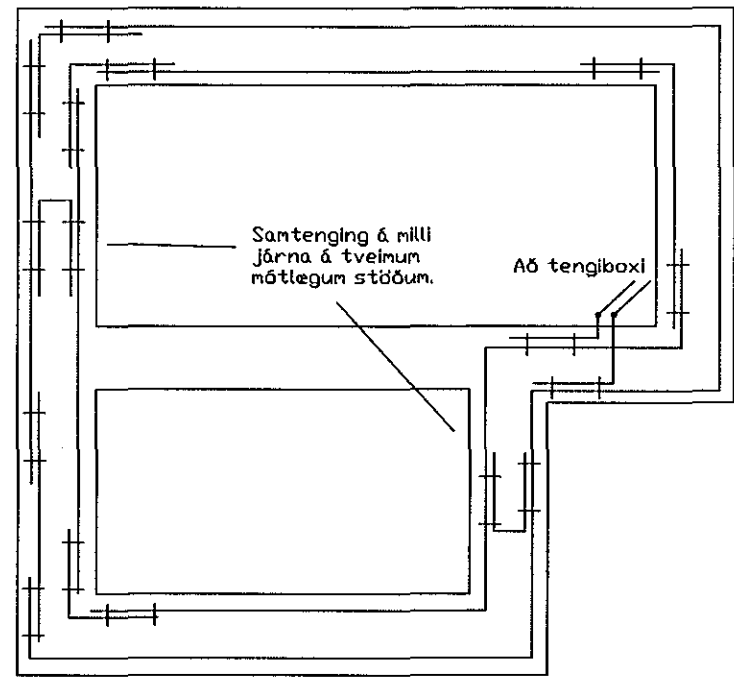 Samtenging á milli
járna á tveimum
mótlægum stöðum.
Að tengiboxi